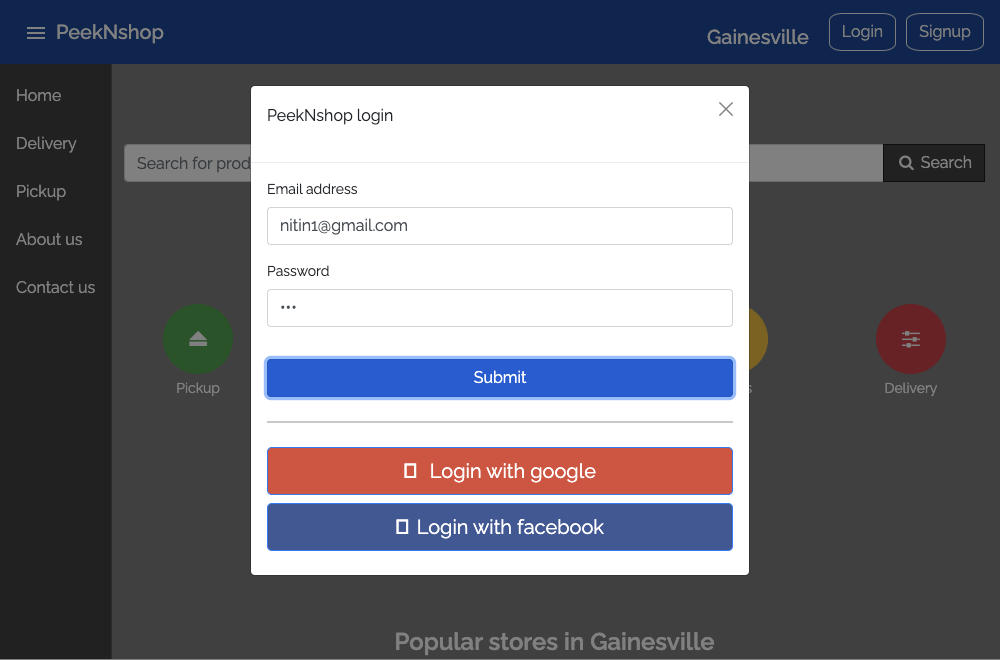 PeekNshop
Gainesville
Login
Signup
Home
Delivery
Pickup
About us
Contact us
Search for prod
Search
PeekNshop login
Email address
nitin1@gmail.com
Password
•••
Submit
Login with google
Login with facebook
Pickup
s
Delivery
Popular stores in Gainesville